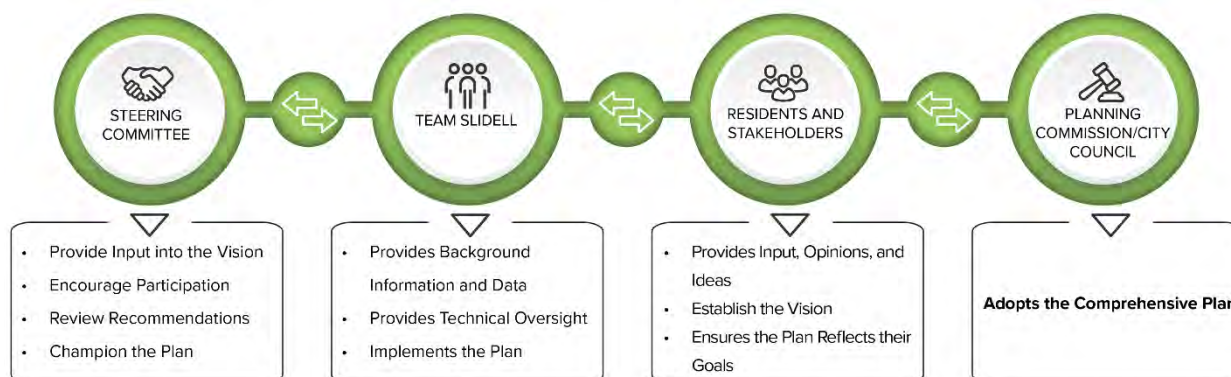 STEERING
COMMITTEE
TEAM SLIDELL
RESIDENTS AND
STAKEHOLDERS
PLANNING
COMMISSION/CITY
COUNCIL
• Provide Input into the Vision
• Encourage Participation
• Review Recommendations
• Champion the Plan
• Provides Background
Information and Data
• Provides Technical Oversight
• Implements the Plan
• Provides Input, Opinions, and
Ideas
• Establish the Vision
• Ensures the Plan Reflects their
Goals
Adopts the Comprehensive Plan